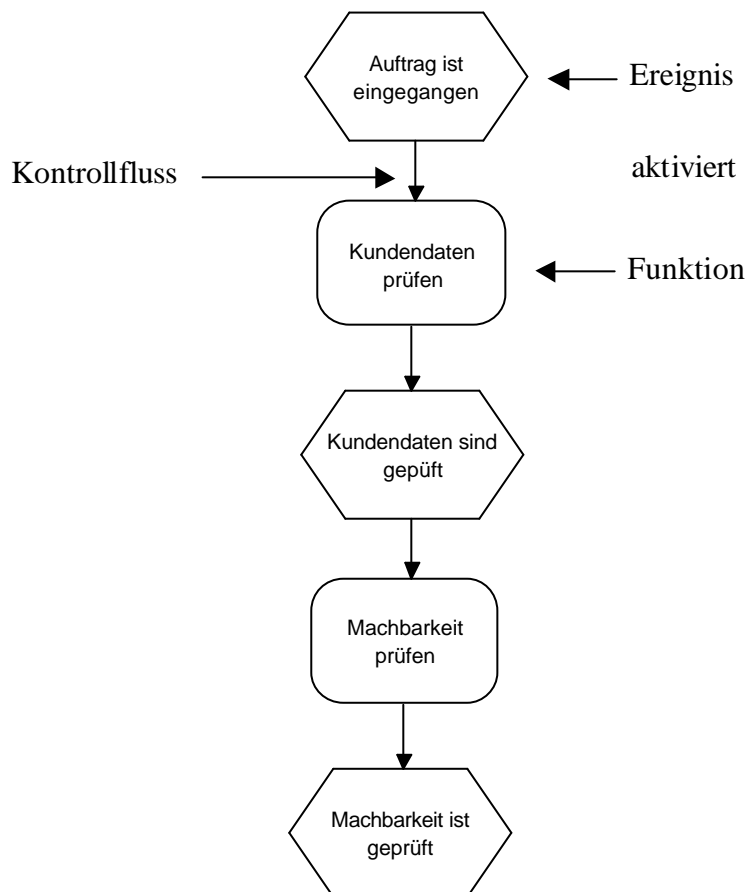 Auftrag ist
eingegangen
Ereignis
Kontrollfluss
aktiviert
Kundendaten
prüfen
Funktion
Kundendaten sind
gepüft
Machbarkeit
prüfen
Machbarkeit ist
geprüft